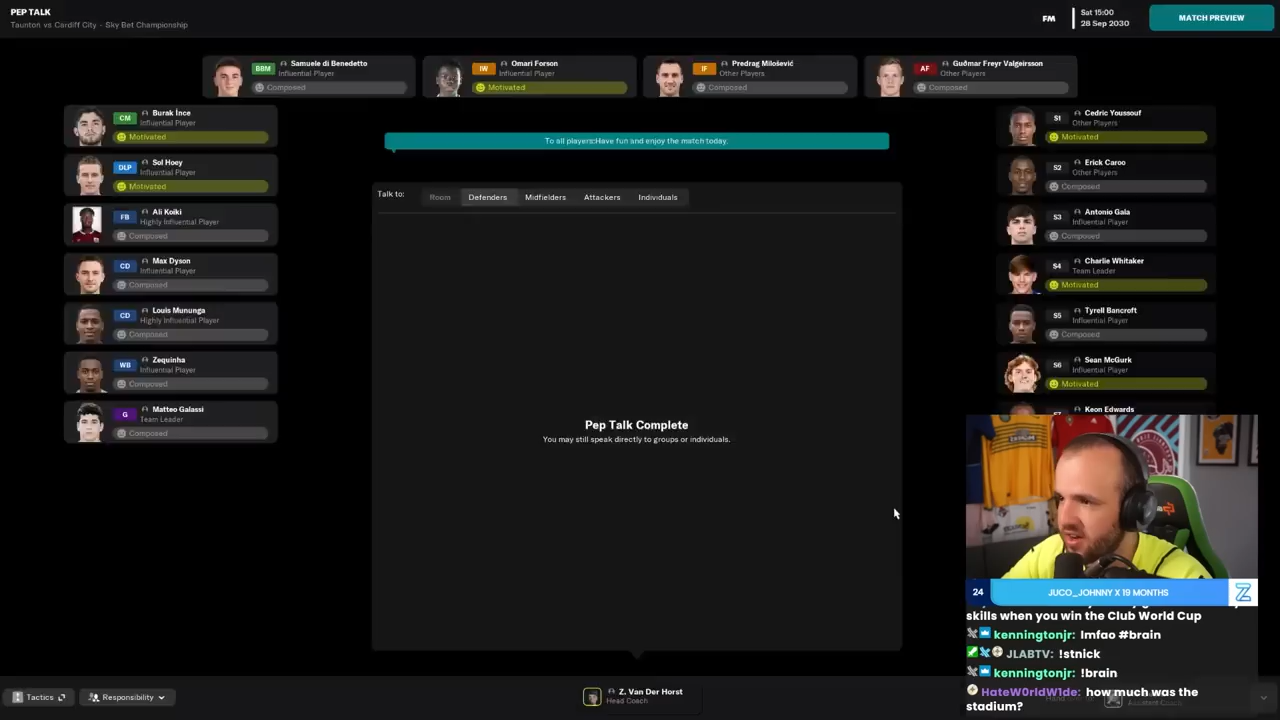 PEP TALK
Taunton vs Cardiff City - Sky Bet Championship
FM
Sat 15:00
28 Sep 2030
MATCH PREVIEW
BBM
Samuele di Benedetto
Influential Player
Composed
IW
Omari Forson
Influential Player
Motivated
IF
Predrag Milošević
Other Players
Composed
AF
Guðmar Freyr Valgeirsson
Other Players
Composed
CM
Burak İnce
Influential Player
Motivated
DLP
Sol Hoey
Influential Player
Motivated
FB
Ali Koiki
Highly Influential Player
Composed
CD
Max Dyson
Influential Player
Composed
CD
Louis Mununga
Highly Influential Player
Composed
WB
Zequinha
Influential Player
Composed
G
Matteo Galassi
Team Leader
Composed
To all players:Have fun and enjoy the match today.
Talk to:
Room
Defenders
Midfielders
Attackers
Individuals
Pep Talk Complete
You may still speak directly to groups or individuals.
S1
Cedric Youssouf
Other Players
Motivated
S2
Erick Caroo
Other Players
Composed
S3
Antonio Gala
Influential Player
Composed
S4
Charlie Whitaker
Team Leader
Motivated
S5
Tyrell Bancroft
Influential Player
Composed
S6
Sean McGurk
Influential Player
Motivated
Keon Edwards
24
JUCO_JOHNNY X 19 MONTHS
skills when you win the Club World Cup
kenningtonjr: lmfao #brain
JLABTV: !stnick
kenningtonjr: !brain
HateW0rldW1de: how much was the
stadium?
Tactics
Responsibility
Z. Van Der Horst
Head Coach
Assistant Coach